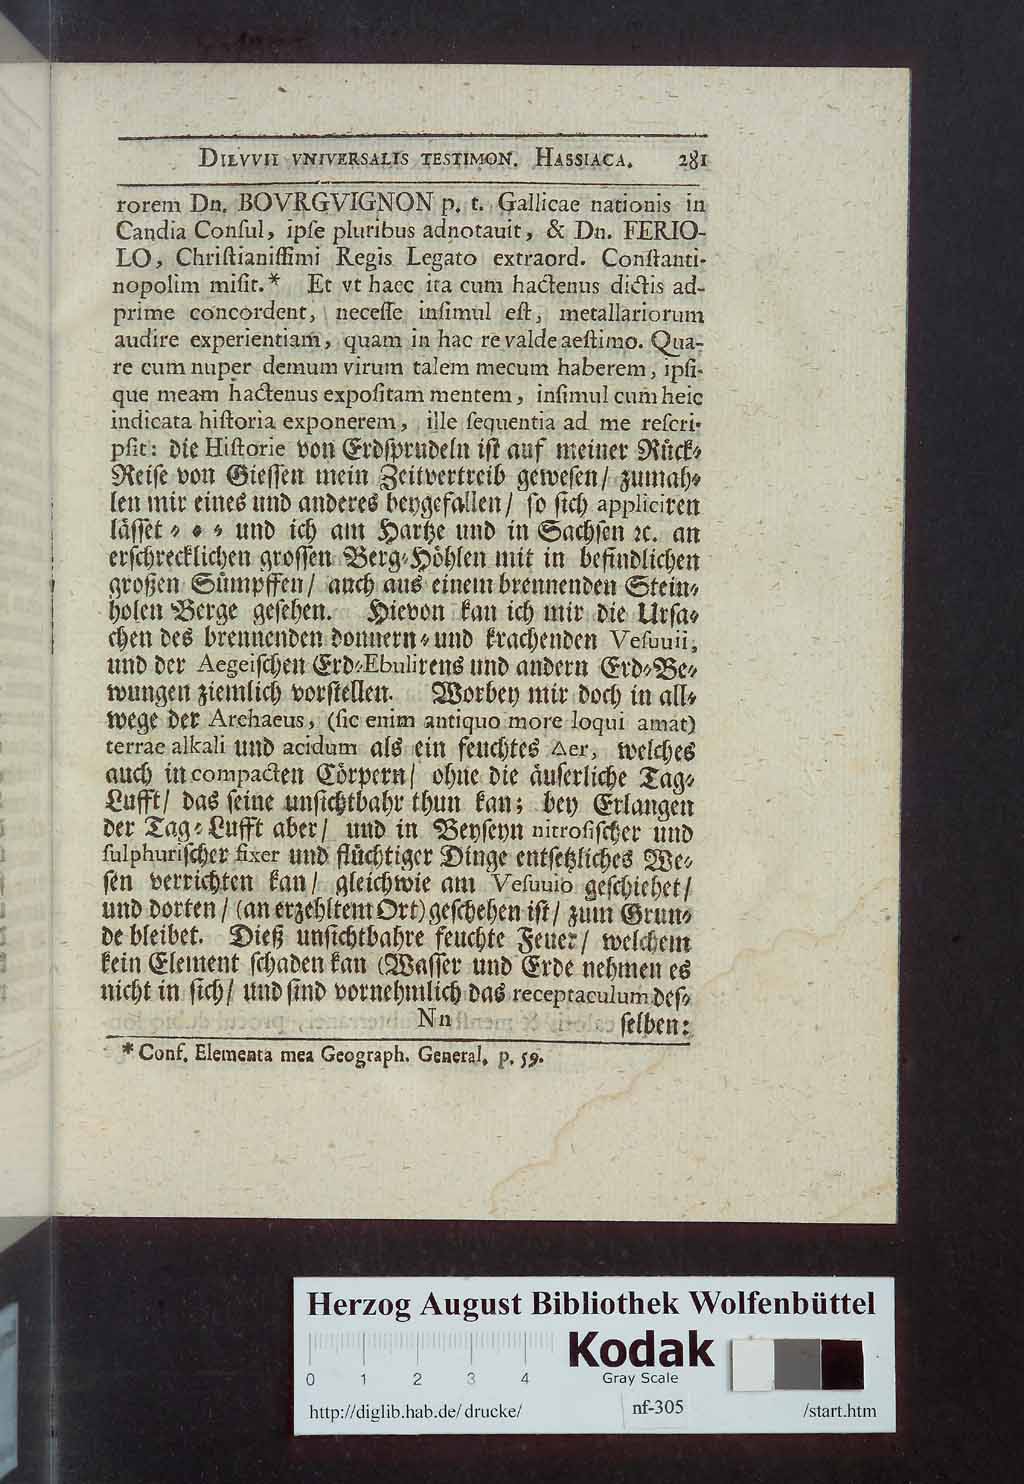 DILVVII VNIVERSALIS TESTIMON. HASSIACA. 281
rorem Dn. BOVRGVIGNON p. t. Gallicae nationis in
Candia Conſul, ipſe pluribus adnotauit, & Dn. FERIO-
LO, Chriſtianiſſimi Regis Legato extraord. Conſtanti-
nopolim miſit.* Et vt haec ita cum hactenus dictis ad-
prime concordent, neceſſe inſimul eſt, metallariorum
audire experientiam, quam in hac re valde aeſtimo. Qua-
re cum nuper demum virum talem mecum haberem, ipſi-
que meam hactenus expoſitam mentem, inſimul cum heic
indicata hiſtoria exponerem, ille ſequentia ad me reſcri-
pſit: die Hiſtorie von Erdſprudeln iſt auf meiner Rück-
Reiſe von Gieſſen mein Zeitvertreib geweſen/ zumah-
len mir eines und anderes beygefallen/ ſo ſich appliciren
läſſet - - - und ich am Hartze und in Sachſen ꝛc. an
erſchrecklichen groſſen Berg-Höhlen mit in befindlichen
großen Sümpffen/ auch aus einem brennenden Stein-
holen Berge geſehen. Hievon kan ich mir die Urſa-
chen des brennenden donnern- und krachenden Veſuuii,
und der Aegeiſchen Erd-Ebulirens und andern Erd-Be-
wungen ziemlich vorſtellen. Worbey mir doch in all-
wege der Archaeus, (ſic enim antiquo more loqui amat)
terrae alkali und acidum als ein feuchtes Aer, welches
auch in compacten Cörpern/ ohne die äuſerliche Tag-
Lufft/ das ſeine unſichtbahr thun kan; bey Erlangen
der Tag-Lufft aber/ und in Beyſeyn nitroſiſcher und
ſulphuriſcher fixer und flüchtiger Dinge entſetzliches We-
ſen verrichten kan/ gleichwie am Veſuuio geſchiehet/
und dorten/ (an erzehltem Ort) geſchehen iſt/ zum Grun-
de bleibet. Dieß unſichtbahre feuchte Feuer/ welchem
kein Element ſchaden kan (Waſſer und Erde nehmen es
nicht in ſich/ und ſind vornehmlich das receptaculum deſ-
Nn ſelben:
* Conf. Elementa mea Geograph. General. p. 59.
Herzog August Bibliothek Wolfenbüttel
Kodak
Gray Scale
0 1 2 3 4
http://diglib.hab.de/drucke/ nf-305 /start.htm